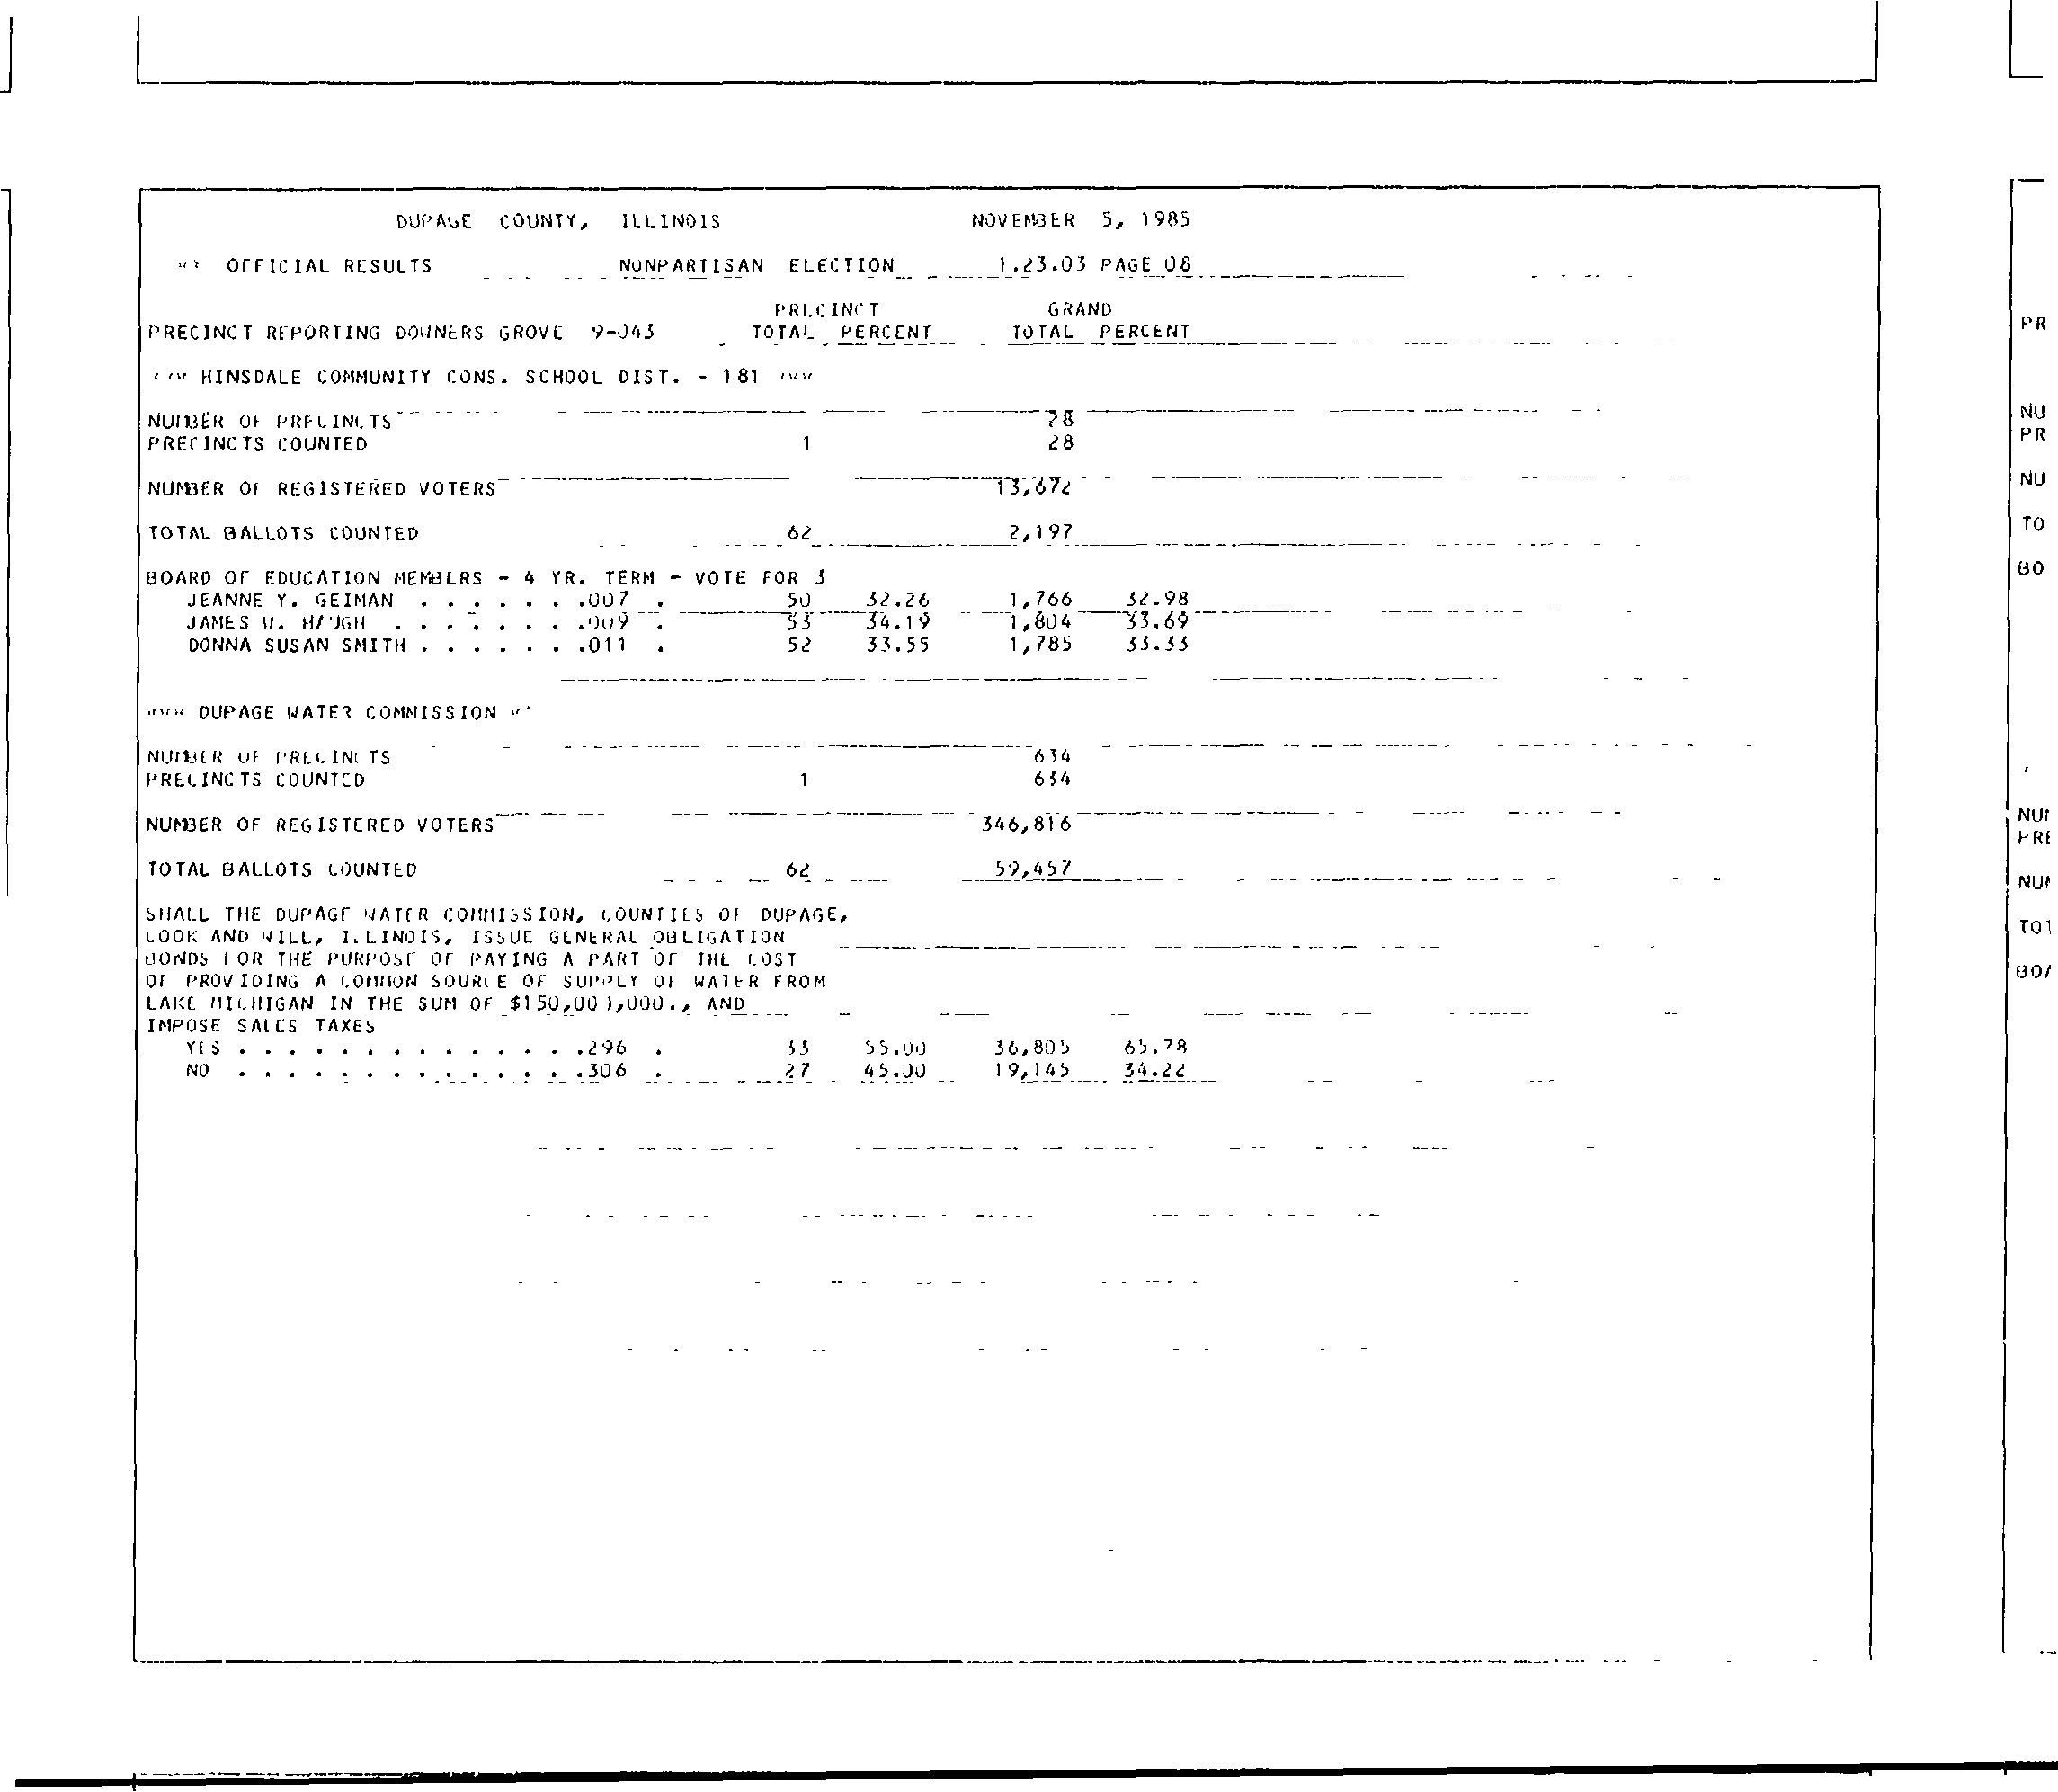 DUPAGE COUNTY, ILLINOIS NOVEMBER 5, 1985
OFFICIAL RESULTS NONPARTISAN ELECTION 1.23.03 PAGE 08
PRECINCT GRAND
PRECINCT REPORTING DOWNERS GROVE 9-043 TOTAL PERCENT TOTAL PERCENT
PR
*** HINSDALE COMMUNITY CONS. SCHOOL DIST. - 181 ***
NUMBER OF PRECINCTS 28
NU
PRECINCTS COUNTED 1 28
PR
NUMBER OF REGISTERED VOTERS 13,672
NU
TOTAL BALLOTS COUNTED 62 2,197
TO
BOARD OF EDUCATION MEMBERS - 4 YR. TERM - VOTE FOR 3
BO
JEANNE Y. GEIMAN . . . . . . .007 . 50 32.26 1,766 32.98
JAMES W. HAUGH . . . . . . . .009 . 53 34.19 1,804 33.69
DONNA SUSAN SMITH . . . . . . .011 . 52 33.55 1,785 33.33
*** DUPAGE WATER COMMISSION
NUMBER OF PRECINCTS 634
PRECINCTS COUNTED 1 634
NUMBER OF REGISTERED VOTERS 346,816
NUM
PRE
TOTAL BALLOTS COUNTED 62 59,457
NUM
SHALL THE DUPAGE WATER COMMISSION, COUNTIES OF DUPAGE,
COOK AND WILL, ILLINOIS, ISSUE GENERAL OBLIGATION
TOT
BONDS FOR THE PURPOSE OF PAYING A PART OF THE COST
OF PROVIDING A COMMON SOURCE OF SUPPLY OF WATER FROM
BOA
LAKE MICHIGAN IN THE SUM OF $150,000,000., AND
IMPOSE SALES TAXES
YES . . . . . . . . . . . . . .296 . 33 55.00 36,805 65.78
NO . . . . . . . . . . . . . .306 . 27 45.00 19,145 34.22